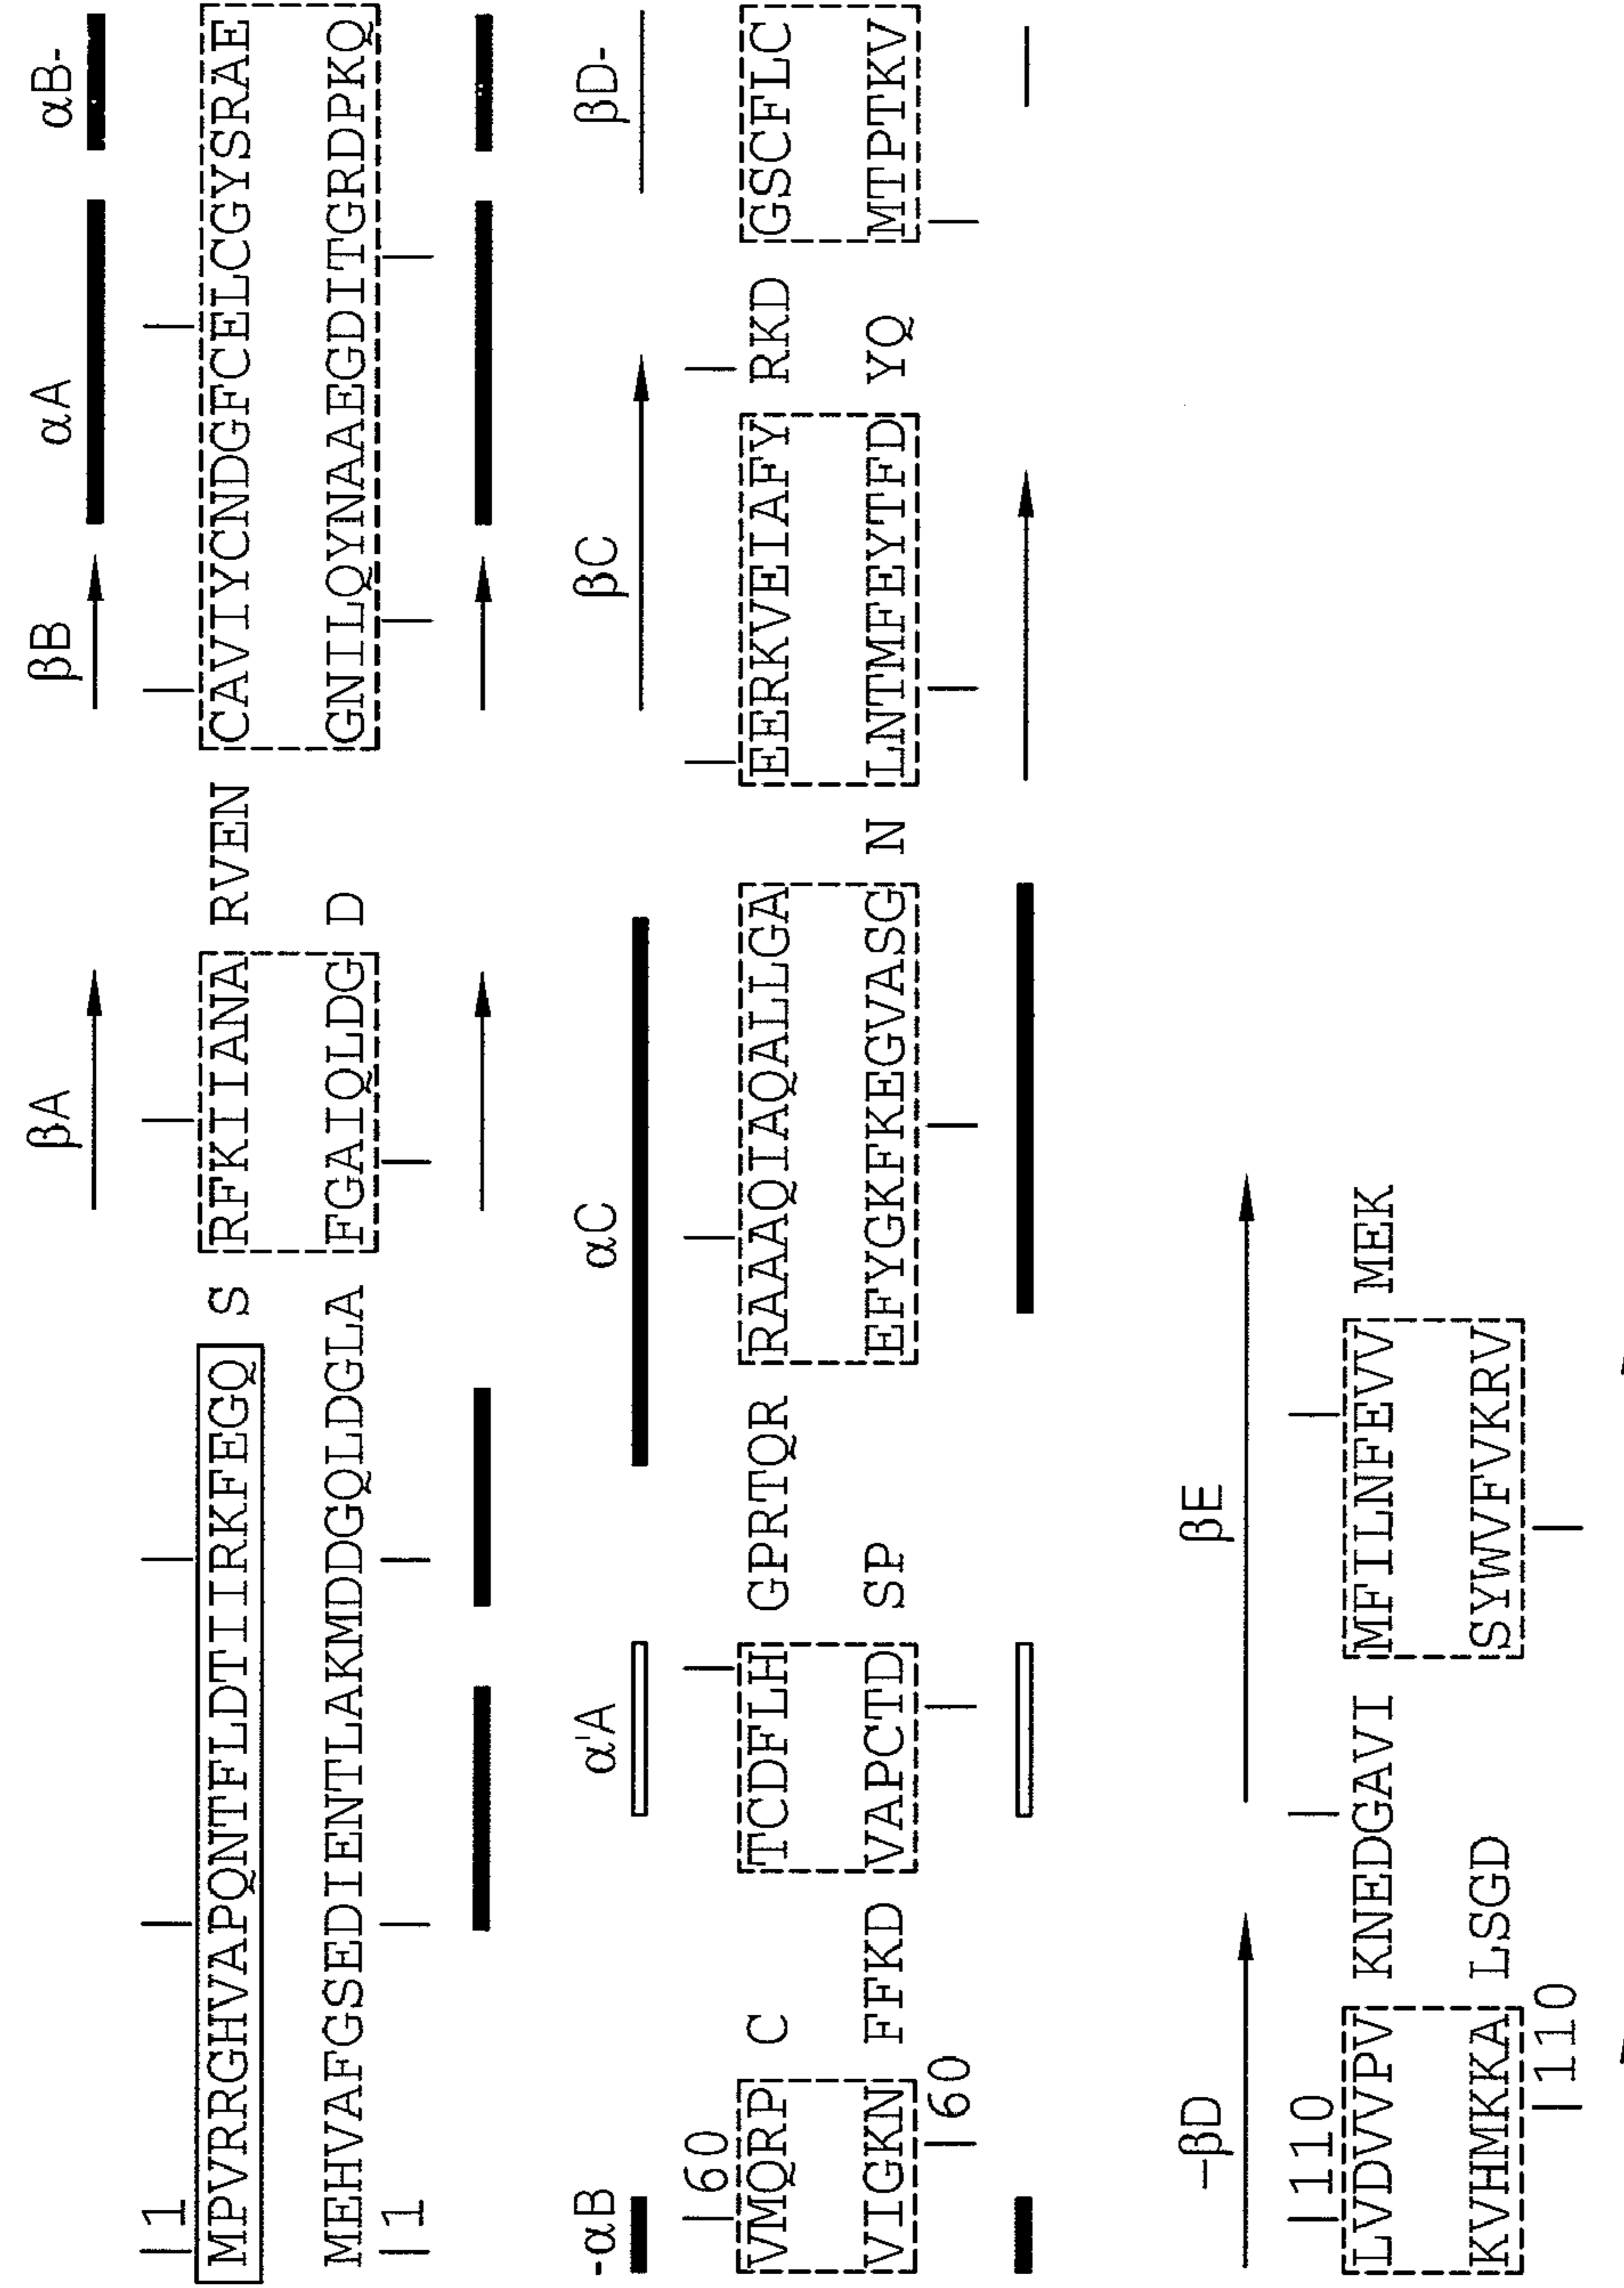 βA βB αA αB-
1
MPVRRGHVAPQNTFLDTIIRKFEGQ S RFKIIANA RVEN CAVIYCNDGFCELCGYSRAE
MEHVAFGSEDIENTLAKMDDGQLDGLA FGAIQLDG D GNILQYNAAEGDITGRDPKQ
1
-αB α'A αC βC βD-
60
VMQRP C TCDFLH GPRTQR RAAAQIAQALLGA EERKVEIAFY RKD GSCFLC
VIGKN FFKD VAPCTD SP EFYGKFKEGVASG N LNTMFEYTFD YQ MTPTKV
60
-βD βE
110
LVDVVPV KNEDGAVI MFILNFEVV MEK
KVHMKKA LSGD SYWVFVKRV
110